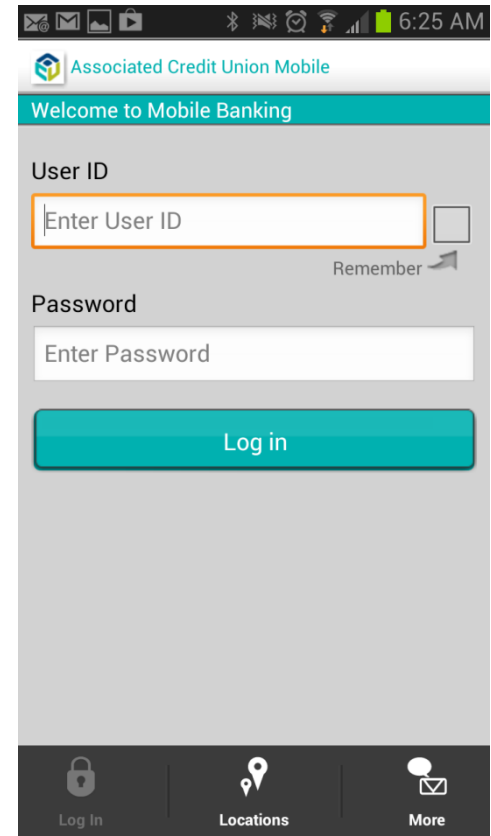 6:25 AM
Associated Credit Union Mobile
Welcome to Mobile Banking
User ID
Enter User ID
Remember
Password
Enter Password
Log in
Log In
Locations
More